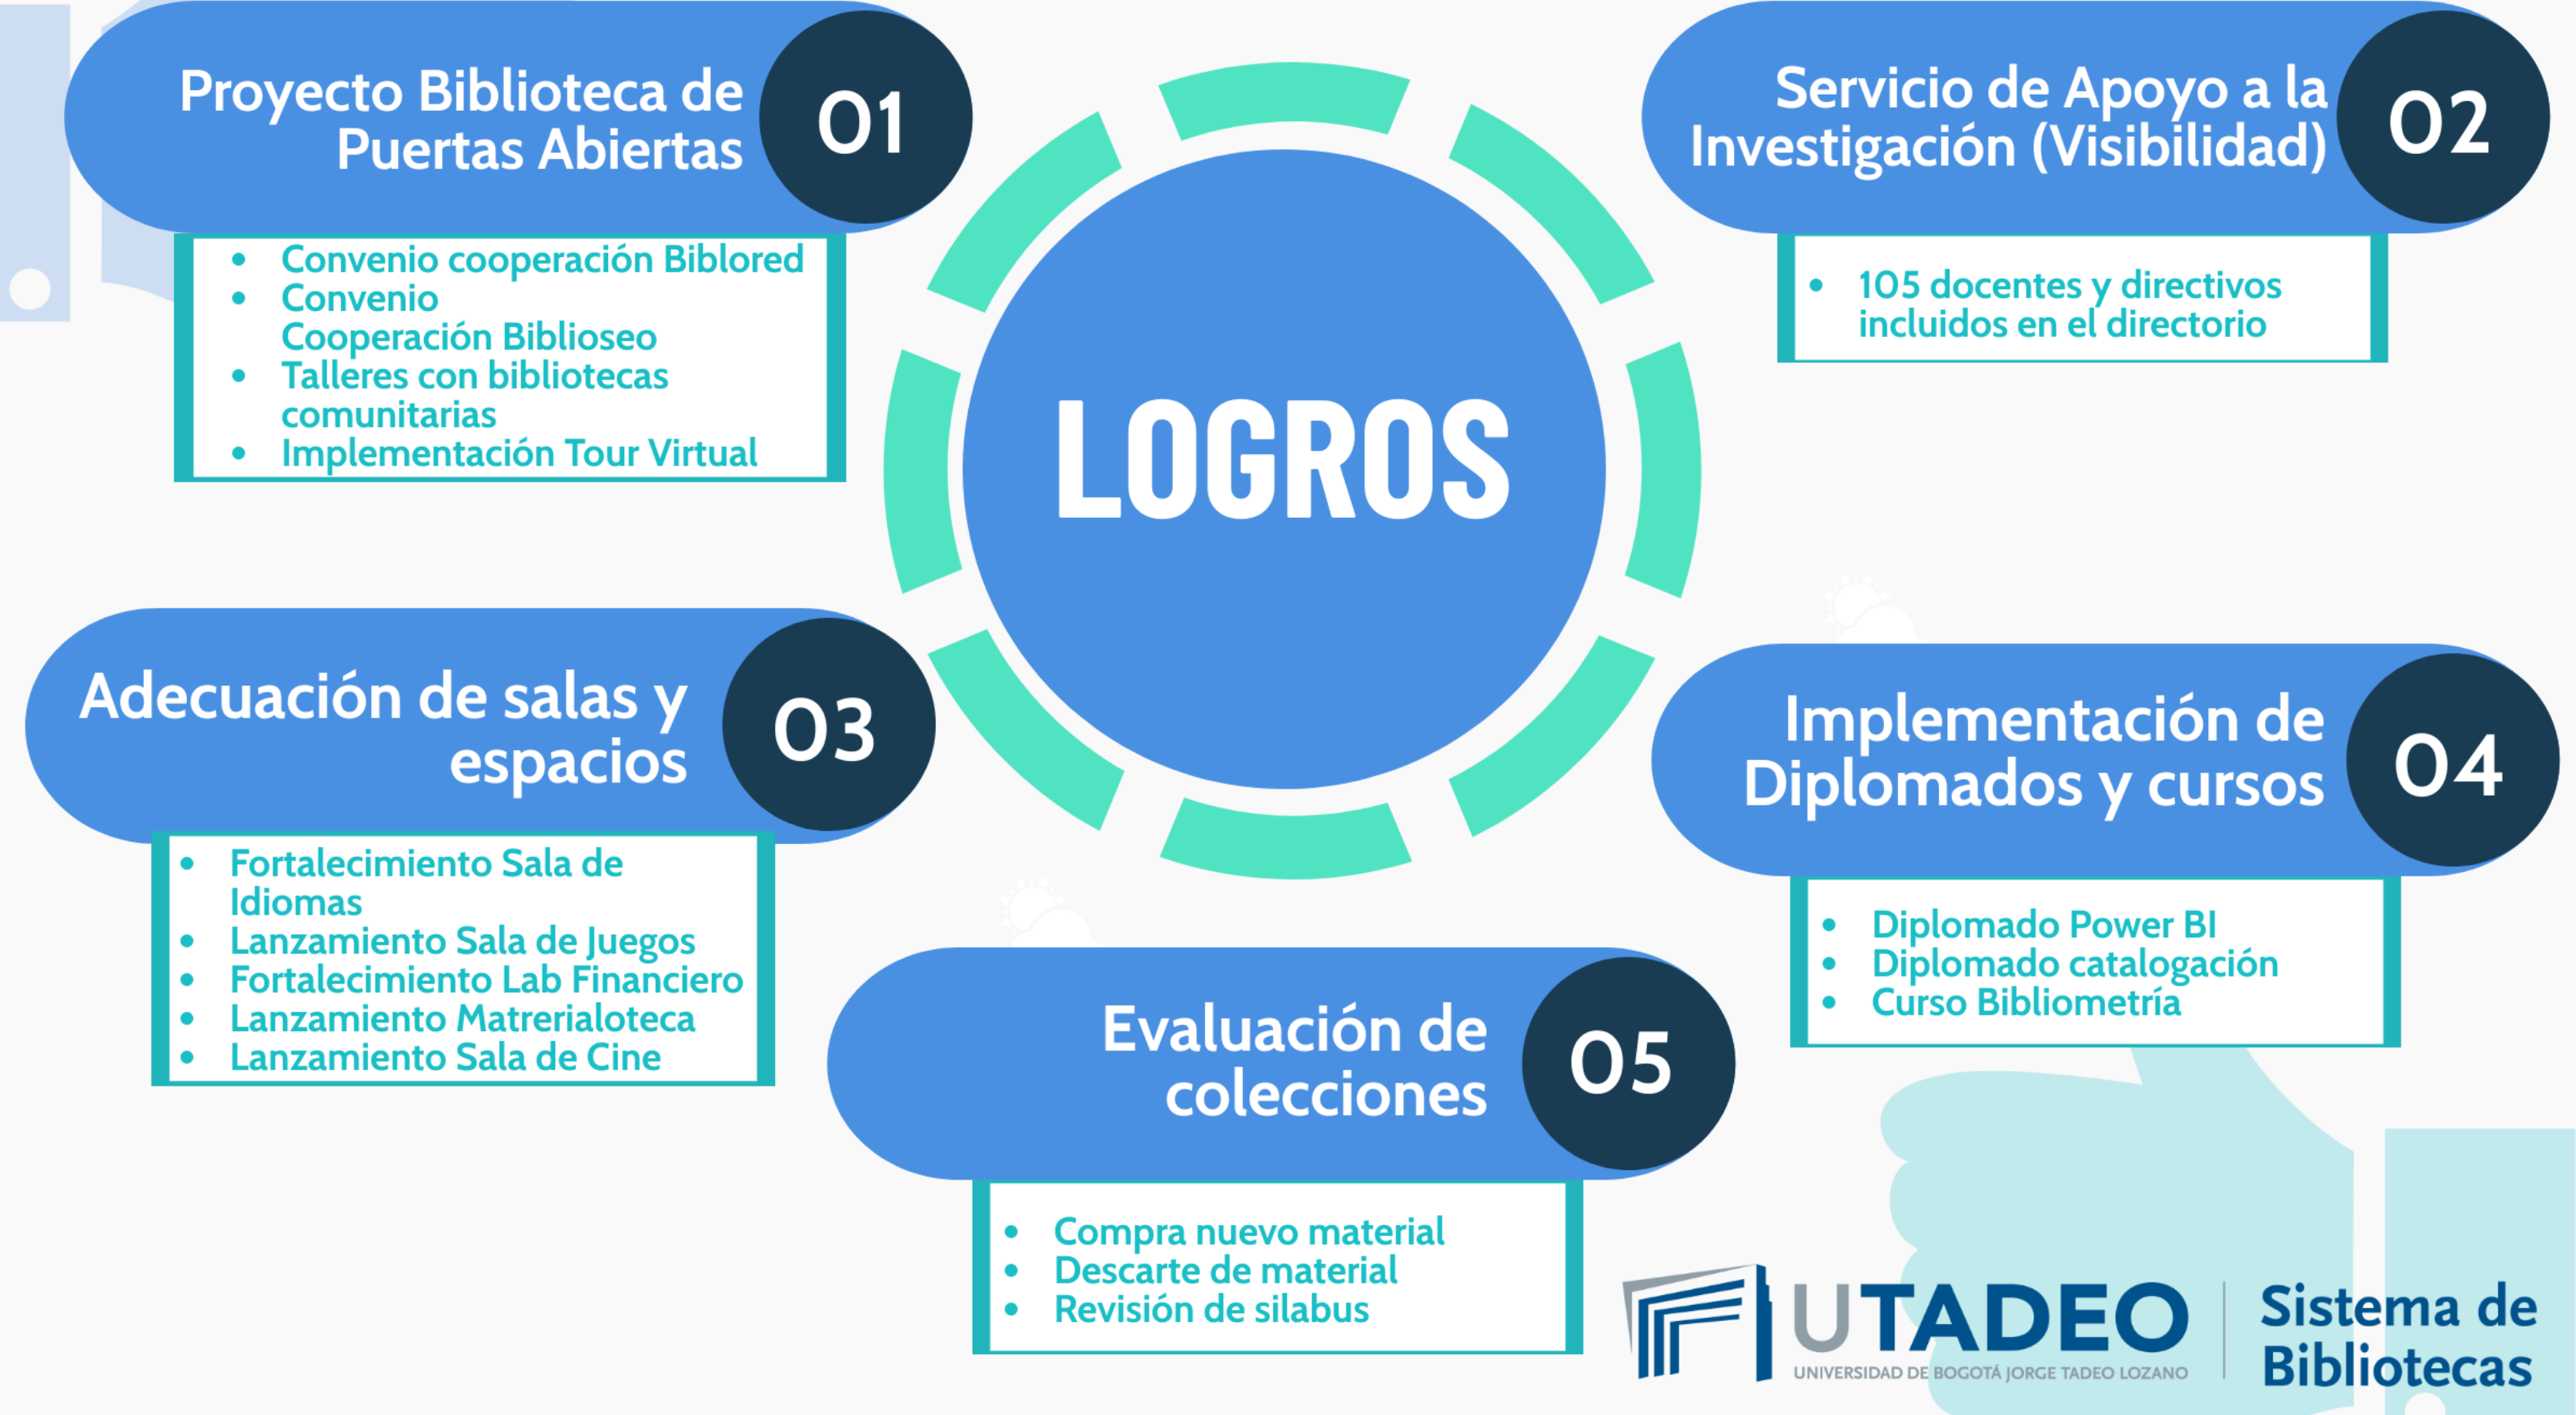 Proyecto Biblioteca de
Puertas Abiertas
01
• Convenio cooperación Biblored
• Convenio
Cooperación Biblioseo
• Talleres con bibliotecas
comunitarias
• Implementación Tour Virtual
Servicio de Apoyo a la
Investigación (Visibilidad)
02
• 105 docentes y directivos
incluidos en el directorio
LOGROS
Adecuación de salas y
espacios
03
• Fortalecimiento Sala de
Idiomas
• Lanzamiento Sala de Juegos
• Fortalecimiento Lab Financiero
• Lanzamiento Matrerialoteca
• Lanzamiento Sala de Cine
Implementación de
Diplomados y cursos
04
• Diplomado Power BI
• Diplomado catalogación
• Curso Bibliometría
Evaluación de
colecciones
05
• Compra nuevo material
• Descarte de material
• Revisión de silabus
UTADEO
UNIVERSIDAD DE BOGOTÁ JORGE TADEO LOZANO
Sistema de
Bibliotecas